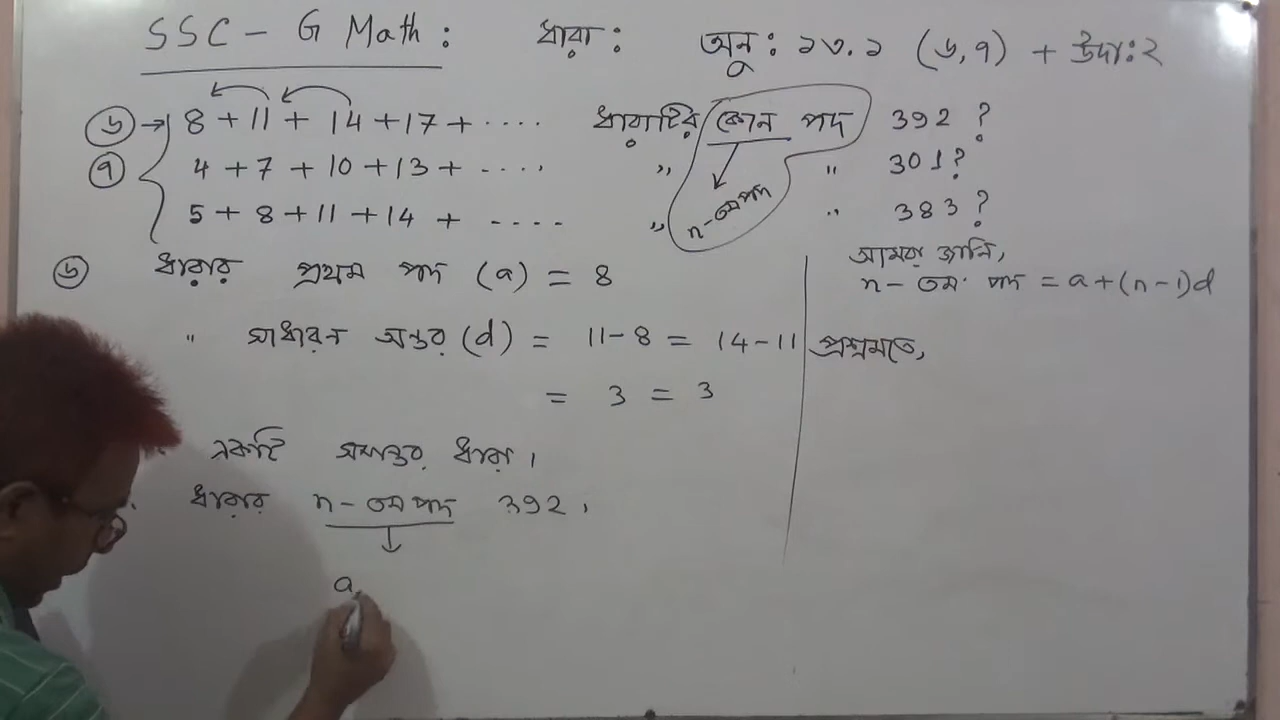 SSC - G Math : ধারা : অনু : ১৩.১ (৬,৭) + উদা:২
৬ → 8 + 11 + 14 + 17 + .... ধারাটির কোন পদ 392 ?
৭ 4 + 7 + 10 + 13 + .... ,, ,, 301?
5 + 8 + 11 + 14 + .... ,, n-তম পদ ,, 383 ?
৬ ধারার প্রথম পদ (a) = 8
,, সাধারন অন্তর (d) = 11-8 = 14-11
= 3 = 3
একটি সমান্তর ধারা।
ধারার n-তম পদ 392 ,
a
আমরা জানি,
n-তম পদ = a+(n-1)d
প্রশ্নমতে,